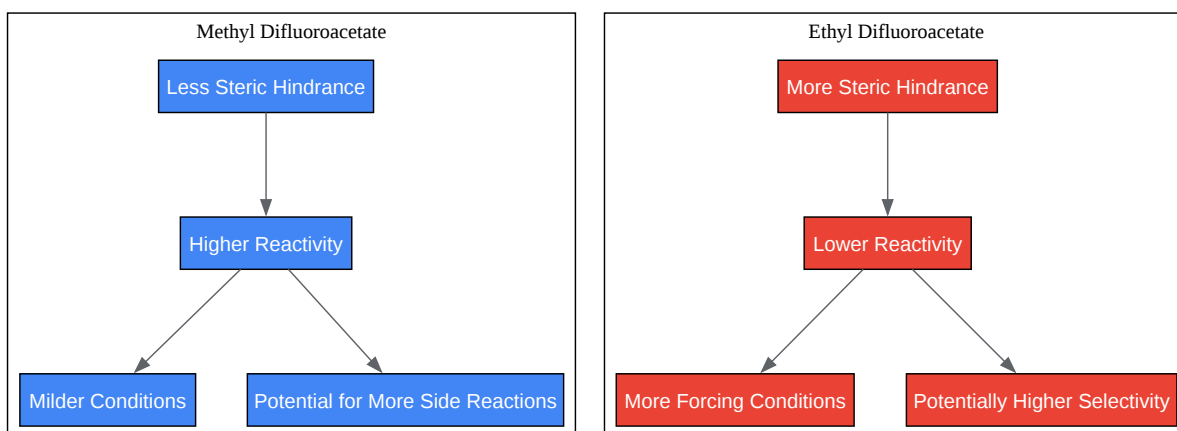 Methyl Difluoroacetate
Less Steric Hindrance
Higher Reactivity
Milder Conditions
Potential for More Side Reactions
Ethyl Difluoroacetate
More Steric Hindrance
Lower Reactivity
More Forcing Conditions
Potentially Higher Selectivity